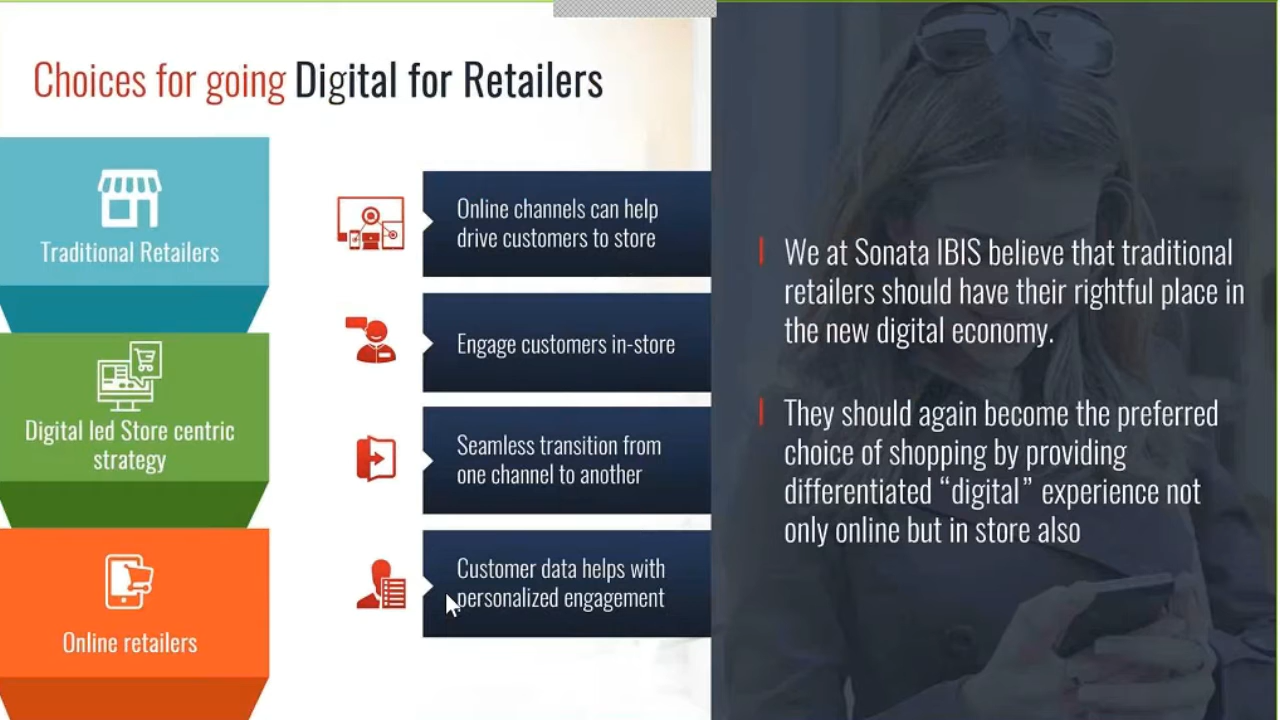 Choices for going Digital for Retailers
Traditional Retailers
Digital led Store centric
strategy
Online retailers
Online channels can help
drive customers to store
Engage customers in-store
Seamless transition from
one channel to another
Customer data helps with
personalized engagement
We at Sonata IBIS believe that traditional
retailers should have their rightful place in
the new digital economy.
They should again become the preferred
choice of shopping by providing
differentiated “digital” experience not
only online but in store also